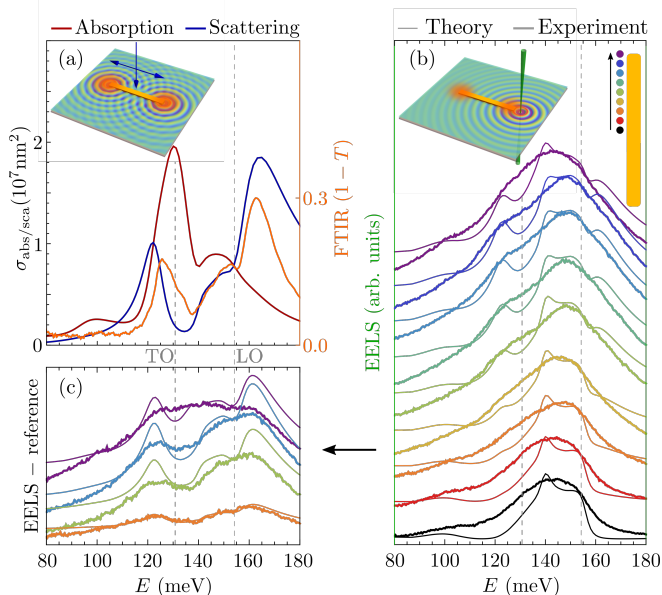 Absorption Scattering
(a)
σabs/sca(10⁷nm²)
0
1
2
FTIR (1 − T)
0.0
0.3
TO LO
(c)
EELS − reference
80 100 120 140 160 180
E (meV)
Theory Experiment
(b)
EELS (arb. units)
80 100 120 140 160 180
E (meV)